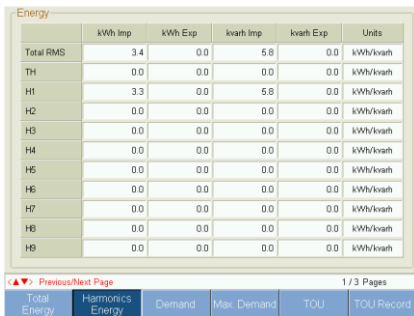 Energy
kWh Imp kWh Exp kvarh Imp kvarh Exp Units
Total RMS 3.4 0.0 5.8 0.0 kWh/kvarh
TH 0.0 0.0 0.0 0.0 kWh/kvarh
H1 3.3 0.0 5.8 0.0 kWh/kvarh
H2 0.0 0.0 0.0 0.0 kWh/kvarh
H3 0.0 0.0 0.0 0.0 kWh/kvarh
H4 0.0 0.0 0.0 0.0 kWh/kvarh
H5 0.0 0.0 0.0 0.0 kWh/kvarh
H6 0.0 0.0 0.0 0.0 kWh/kvarh
H7 0.0 0.0 0.0 0.0 kWh/kvarh
H8 0.0 0.0 0.0 0.0 kWh/kvarh
H9 0.0 0.0 0.0 0.0 kWh/kvarh
<▲▼> Previous/Next Page 1 / 3 Pages
Total Energy Harmonics Energy Demand Max. Demand TOU TOU Record